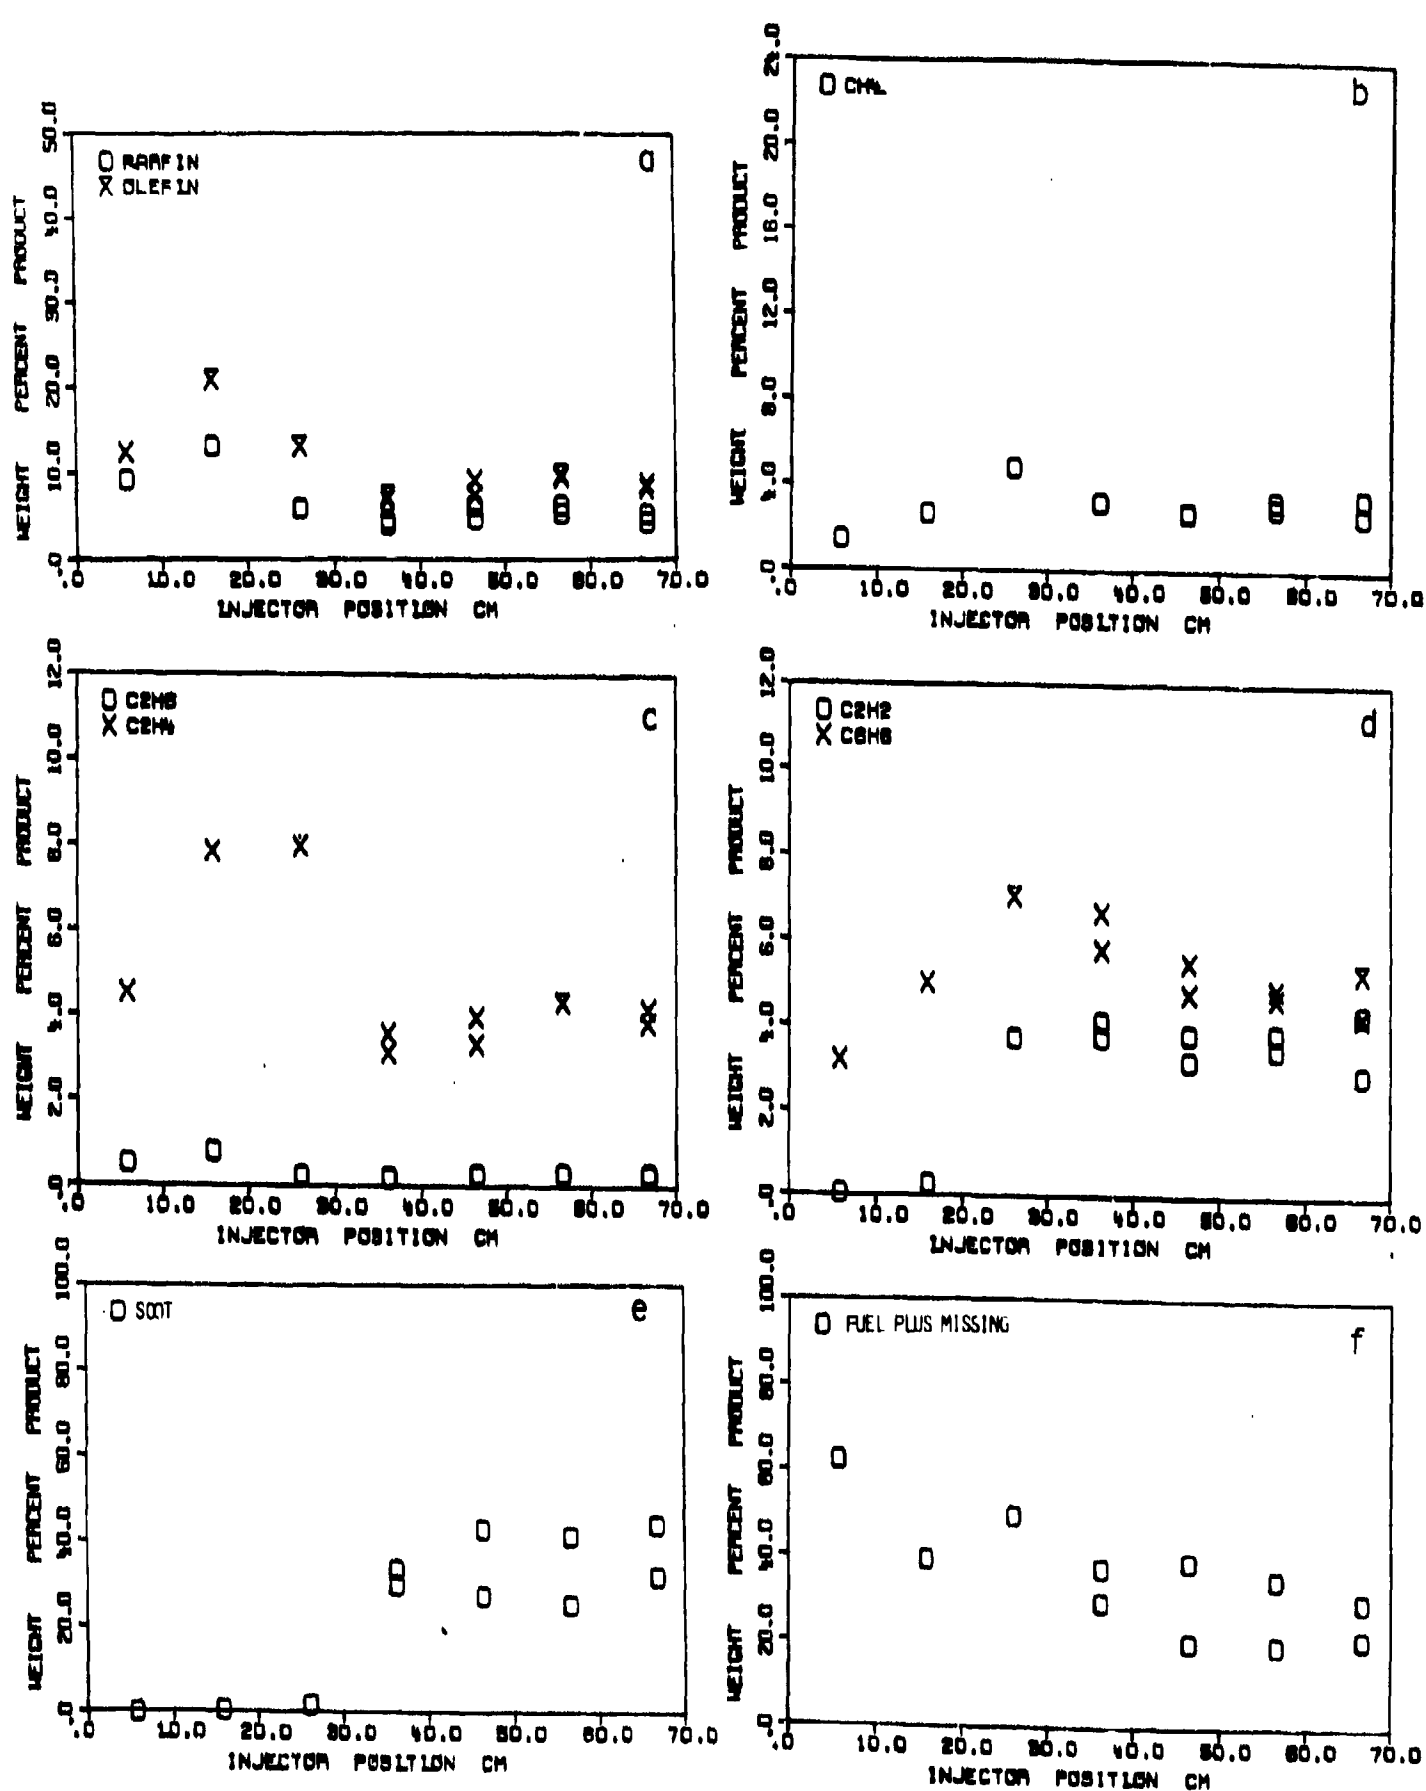 a
PARFIN
OLEFIN
WEIGHT PERCENT PRODUCT
50.0
40.0
30.0
20.0
10.0
.0
.0 10.0 20.0 30.0 40.0 50.0 60.0 70.0
INJECTOR POSITION CM
b
CH4
WEIGHT PERCENT PRODUCT
24.0
20.0
16.0
12.0
8.0
4.0
.0
.0 10.0 20.0 30.0 40.0 50.0 60.0 70.0
INJECTOR POSITION CM
c
C2H6
C2H4
WEIGHT PERCENT PRODUCT
12.0
10.0
8.0
6.0
4.0
2.0
.0
.0 10.0 20.0 30.0 40.0 50.0 60.0 70.0
INJECTOR POSITION CM
d
C2H2
C6H6
WEIGHT PERCENT PRODUCT
12.0
10.0
8.0
6.0
4.0
2.0
.0
.0 10.0 20.0 30.0 40.0 50.0 60.0 70.0
INJECTOR POSITION CM
e
SOOT
WEIGHT PERCENT PRODUCT
100.0
80.0
60.0
40.0
20.0
.0
.0 10.0 20.0 30.0 40.0 50.0 60.0 70.0
INJECTOR POSITION CM
f
FUEL PLUS MISSING
WEIGHT PERCENT PRODUCT
100.0
80.0
60.0
40.0
20.0
.0
.0 10.0 20.0 30.0 40.0 50.0 60.0 70.0
INJECTOR POSITION CM